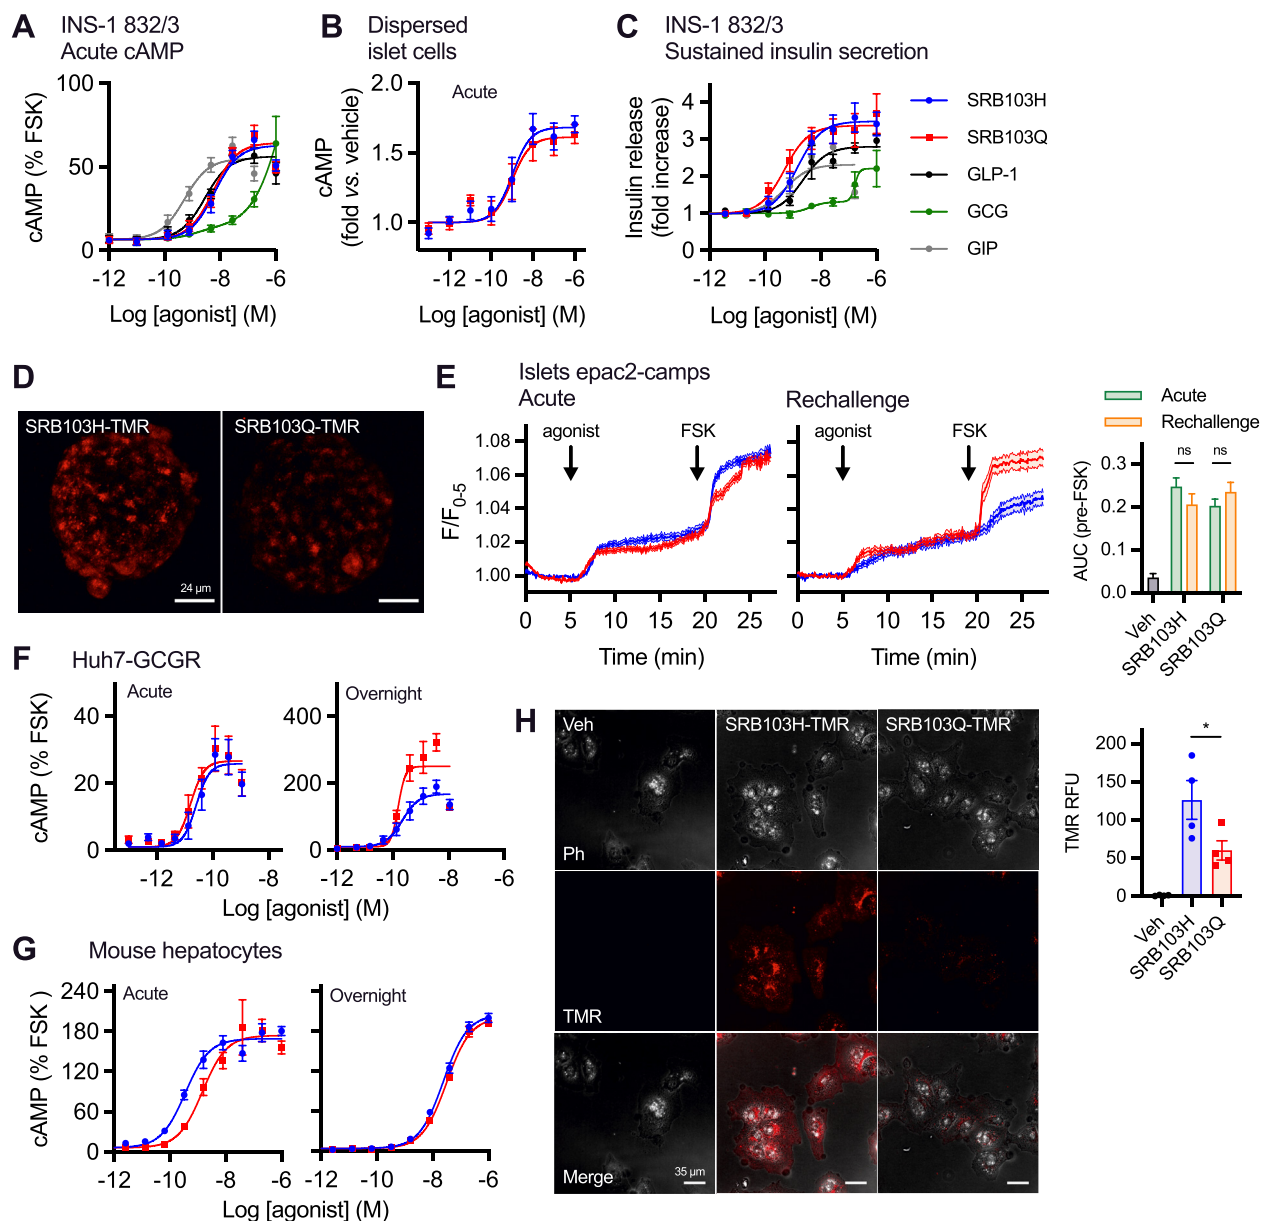 A
INS-1 832/3
Acute cAMP
cAMP (% FSK)
100
50
0
-12
-10
-8
-6
Log [agonist] (M)
B
Dispersed
islet cells
Acute
cAMP
(fold vs. vehicle)
2.0
1.5
1.0
-12
-10
-8
-6
Log [agonist] (M)
C
INS-1 832/3
Sustained insulin secretion
Insulin release
(fold increase)
4
3
2
1
0
-12
-10
-8
-6
Log [agonist] (M)
SRB103H
SRB103Q
GLP-1
GCG
GIP
D
SRB103H-TMR
SRB103Q-TMR
24 µm
E
Islets epac2-camps
Acute
agonist
FSK
F/F0-5
1.08
1.06
1.04
1.02
1.00
0
5
10
15
20
25
Time (min)
Rechallenge
agonist
FSK
0
5
10
15
20
25
Time (min)
Acute
Rechallenge
AUC (pre-FSK)
0.3
0.2
0.1
0.0
ns
ns
Veh
SRB103H
SRB103Q
F
Huh7-GCGR
Acute
cAMP (% FSK)
40
20
0
-12
-10
-8
Overnight
400
200
0
-12
-10
-8
-6
Log [agonist] (M)
G
Mouse hepatocytes
Acute
cAMP (% FSK )
240
180
120
60
0
-12
-10
-8
-6
Overnight
-12
-10
-8
-6
Log [agonist] (M)
H
Veh
SRB103H-TMR
SRB103Q-TMR
Ph
TMR
Merge
35 µm
TMR RFU
200
150
100
50
0
*
Veh
SRB103H
SRB103Q